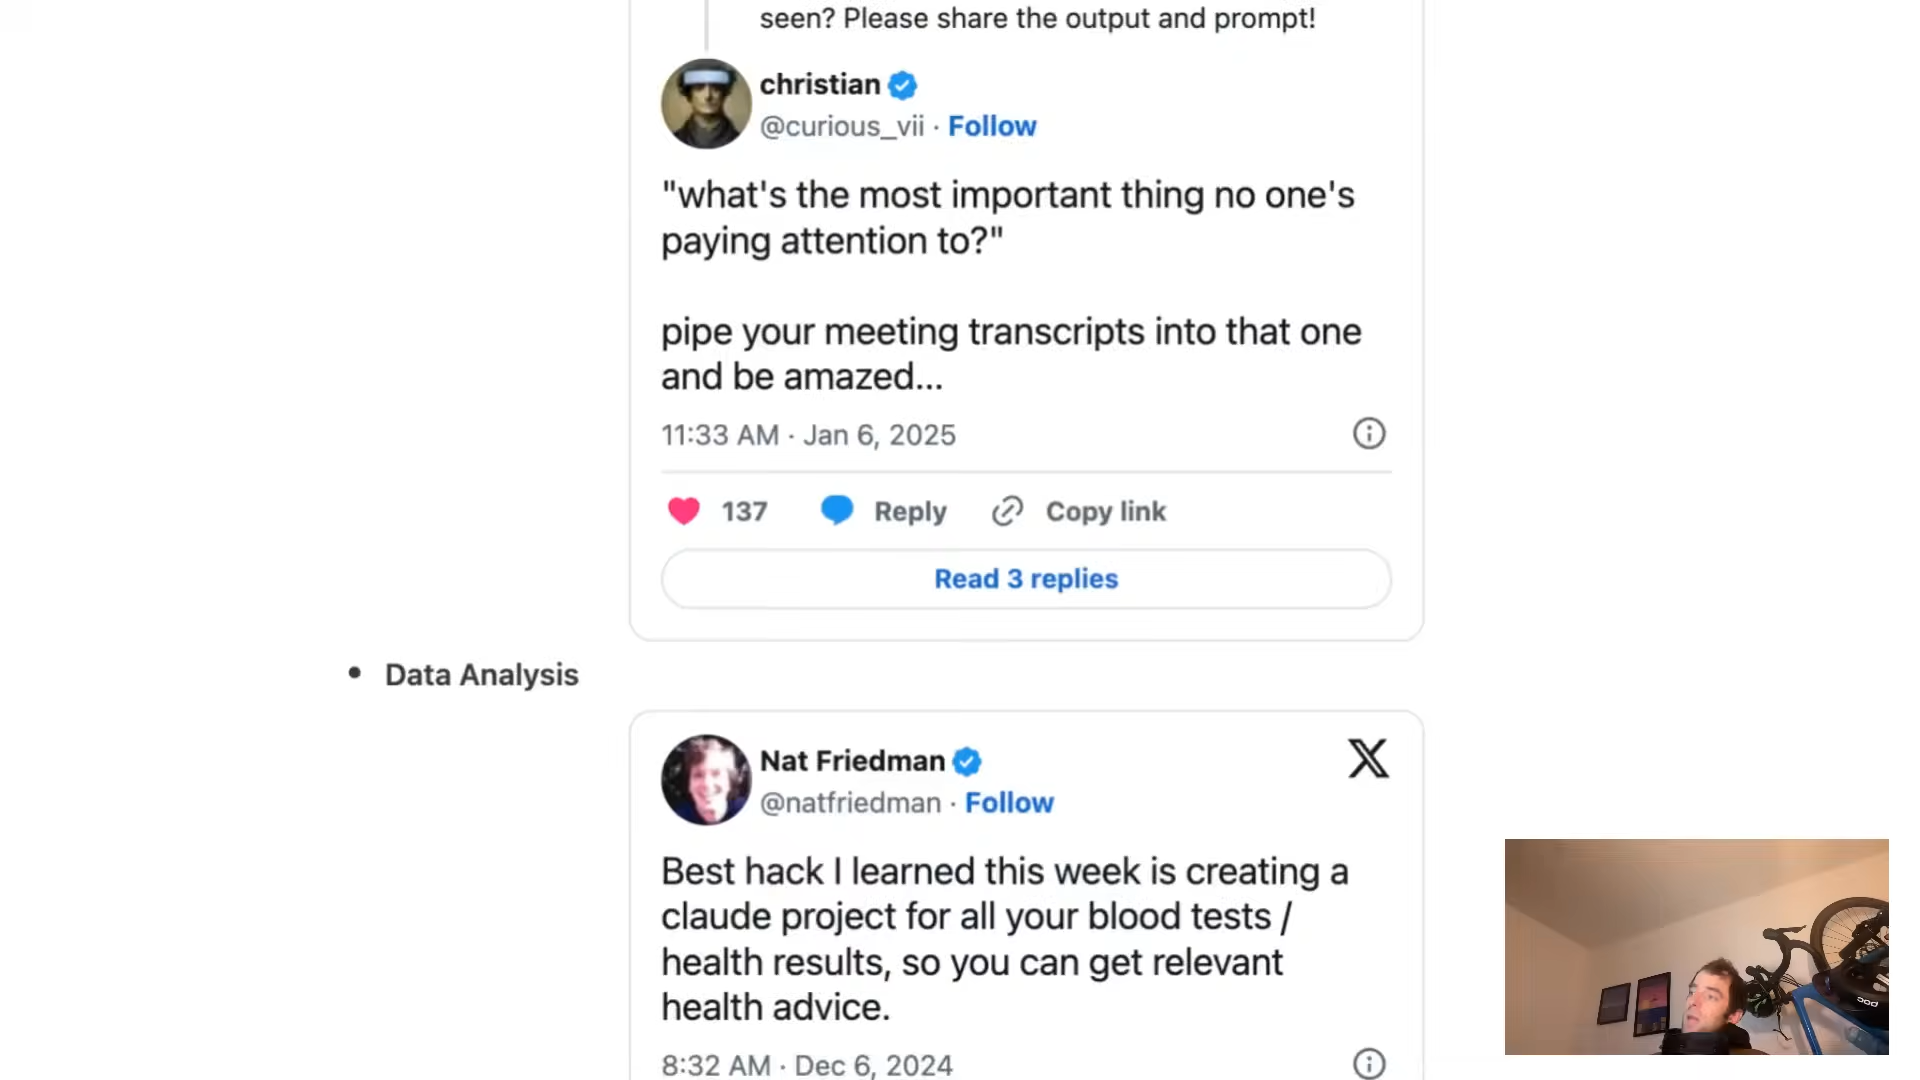 seen? Please share the output and prompt!
christian
@curious_vii · Follow
"what's the most important thing no one's
paying attention to?"
pipe your meeting transcripts into that one
and be amazed...
11:33 AM · Jan 6, 2025
137 Reply Copy link
Read 3 replies
• Data Analysis
Nat Friedman
@natfriedman · Follow
Best hack I learned this week is creating a
claude project for all your blood tests /
health results, so you can get relevant
health advice.
8:32 AM · Dec 6, 2024
POC